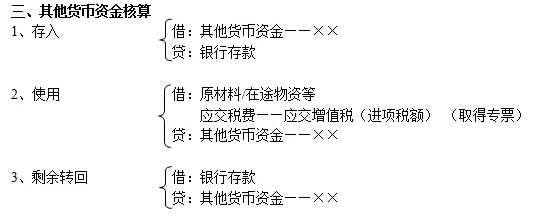 三、其他货币资金核算
1、存入 借：其他货币资金——××
贷：银行存款
2、使用 借：原材料/在途物资等
应交税费——应交增值税（进项税额） （取得专票）
贷：其他货币资金——××
3、剩余转回 借：银行存款
贷：其他货币资金——××